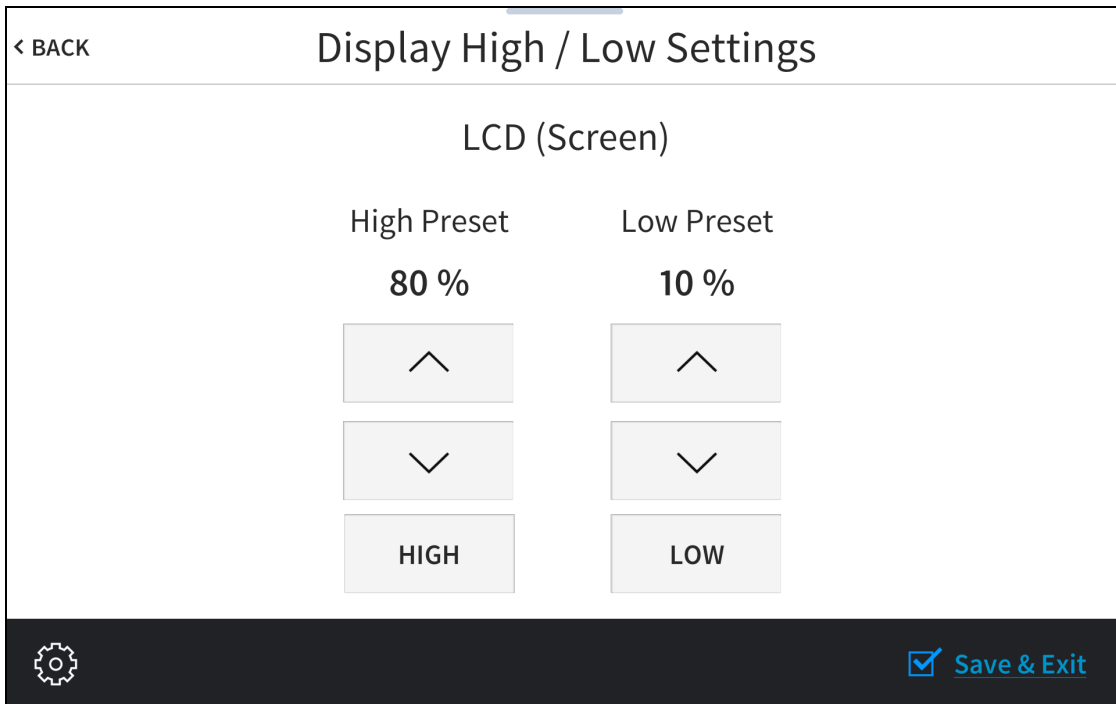 < BACK
Display High / Low Settings
LCD (Screen)
High Preset Low Preset
80 % 10 %
HIGH LOW
Save & Exit